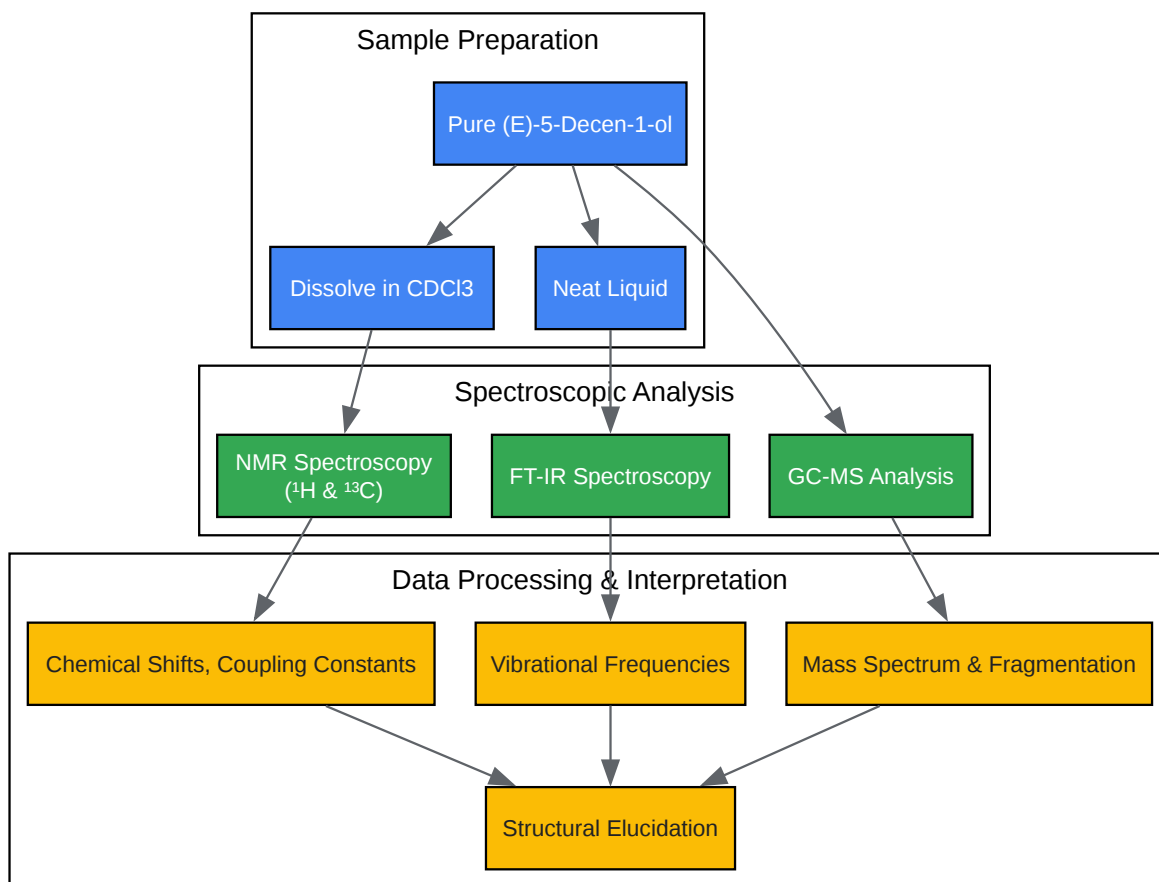 Sample Preparation
Pure (E)-5-Decen-1-ol
Dissolve in CDCl3
Neat Liquid
Spectroscopic Analysis
NMR Spectroscopy
(¹H & ¹³C)
FT-IR Spectroscopy
GC-MS Analysis
Data Processing & Interpretation
Chemical Shifts, Coupling Constants
Vibrational Frequencies
Mass Spectrum & Fragmentation
Structural Elucidation